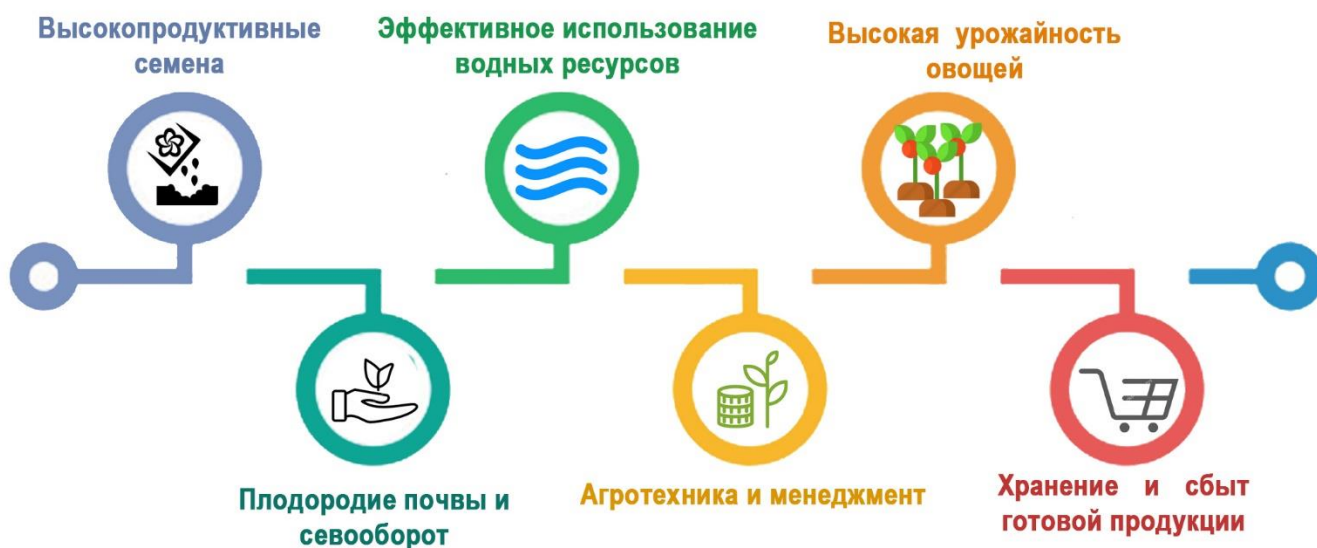 Высокопродуктивные
семена
Эффективное использование
водных ресурсов
Высокая урожайность
овощей
Плодородие почвы и
севооборот
Агротехника и менеджмент
Хранение и сбыт
готовой продукции